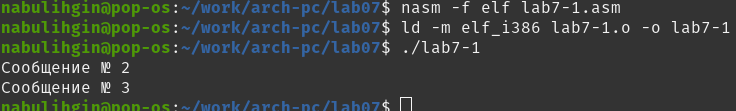 nabulihgin@pop-os:~/work/arch-pc/lab07$ nasm -f elf lab7-1.asm
nabulihgin@pop-os:~/work/arch-pc/lab07$ ld -m elf_i386 lab7-1.o -o lab7-1
nabulihgin@pop-os:~/work/arch-pc/lab07$ ./lab7-1
Сообщение № 2
Сообщение № 3
nabulihgin@pop-os:~/work/arch-pc/lab07$